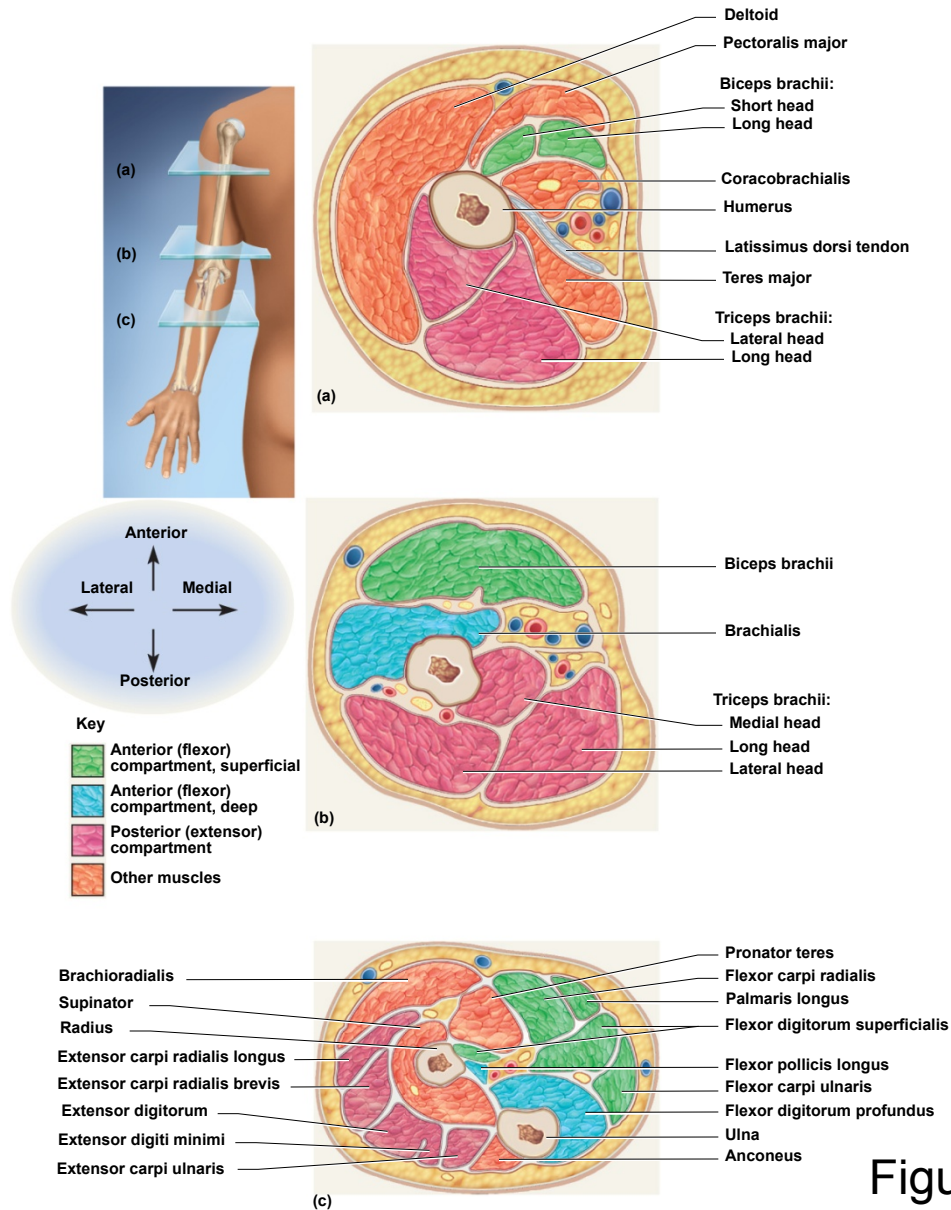 Deltoid
Pectoralis major
Biceps brachii:
Short head
Long head
Coracobrachialis
Humerus
Latissimus dorsi tendon
Teres major
Triceps brachii:
Lateral head
Long head
(a)
(b)
(c)
(a)
Anterior
Lateral Medial
Posterior
Key
Anterior (flexor)
compartment, superficial
Anterior (flexor)
compartment, deep
Posterior (extensor)
compartment
Other muscles
Biceps brachii
Brachialis
Triceps brachii:
Medial head
Long head
Lateral head
(b)
Brachioradialis
Supinator
Radius
Extensor carpi radialis longus
Extensor carpi radialis brevis
Extensor digitorum
Extensor digiti minimi
Extensor carpi ulnaris
Pronator teres
Flexor carpi radialis
Palmaris longus
Flexor digitorum superficialis
Flexor pollicis longus
Flexor carpi ulnaris
Flexor digitorum profundus
Ulna
Anconeus
(c)
Figu